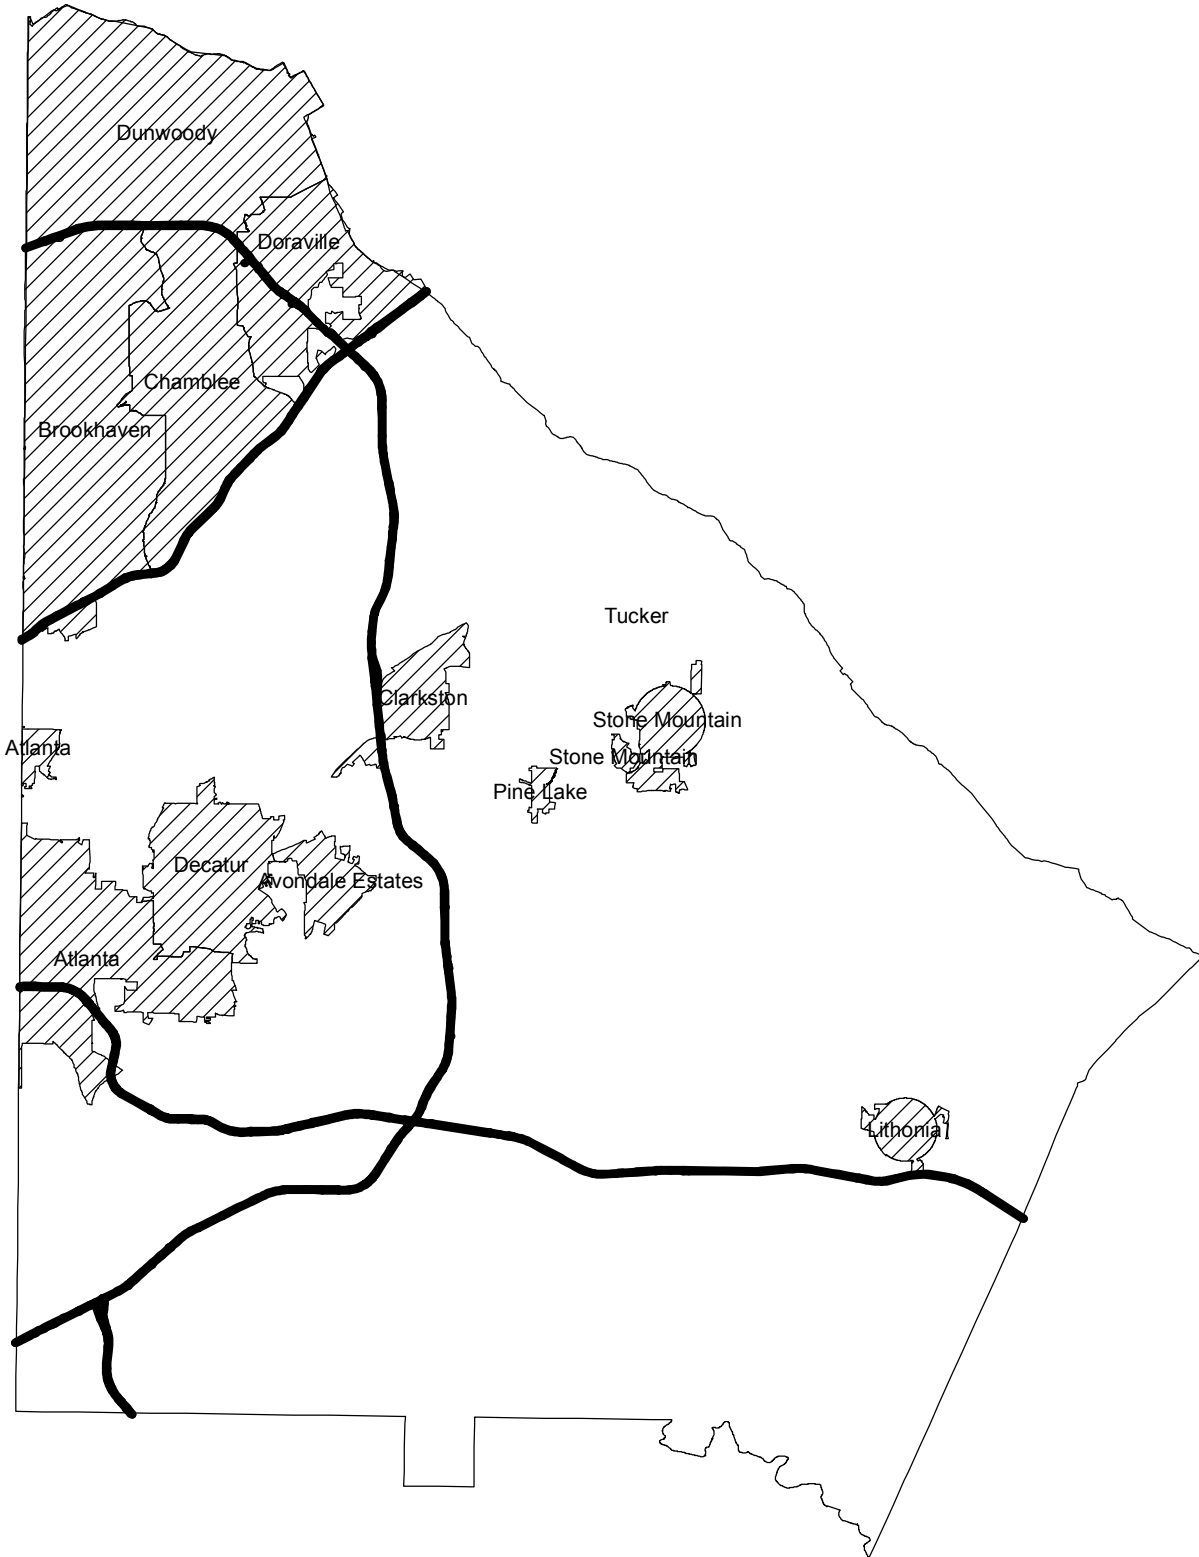 Dunwoody
Doraville
Chamblee
Brookhaven
Tucker
Clarkston
Stone Mountain
Atlanta
Stone Mountain
Pine Lake
Decatur
Avondale Estates
Atlanta
Lithonia